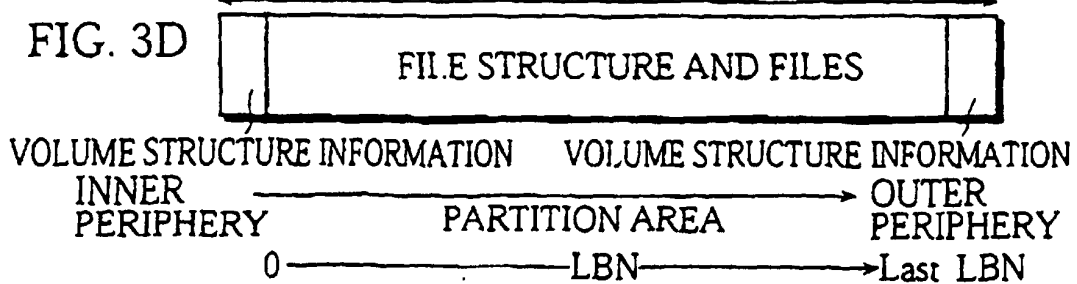 FIG. 3D
FILE STRUCTURE AND FILES
VOLUME STRUCTURE INFORMATION VOLUME STRUCTURE INFORMATION
INNER PERIPHERY
PARTITION AREA
OUTER PERIPHERY
0 LBN Last LBN